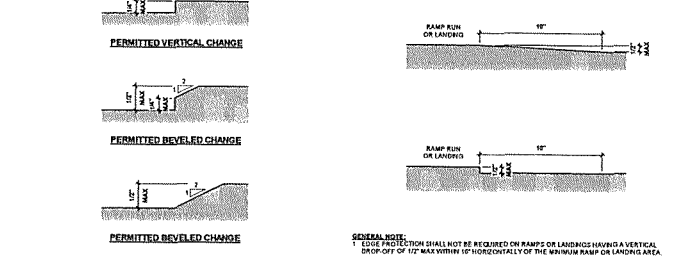 1/4"
MAX
PERMITTED VERTICAL CHANGE
1/2"
MAX
1/4"
MAX
1
2
PERMITTED BEVELED CHANGE
1/2"
MAX
1
2
PERMITTED BEVELED CHANGE
RAMP RUN
OR LANDING
10"
1/2"
MAX
RAMP RUN
OR LANDING
10"
1/2"
MAX
GENERAL NOTE:
1 EDGE PROTECTION SHALL NOT BE REQUIRED ON RAMPS OR LANDINGS HAVING A VERTICAL
DROP-OFF OF 1/2" MAX WITHIN 10" HORIZONTALLY OF THE MINIMUM RAMP OR LANDING AREA.